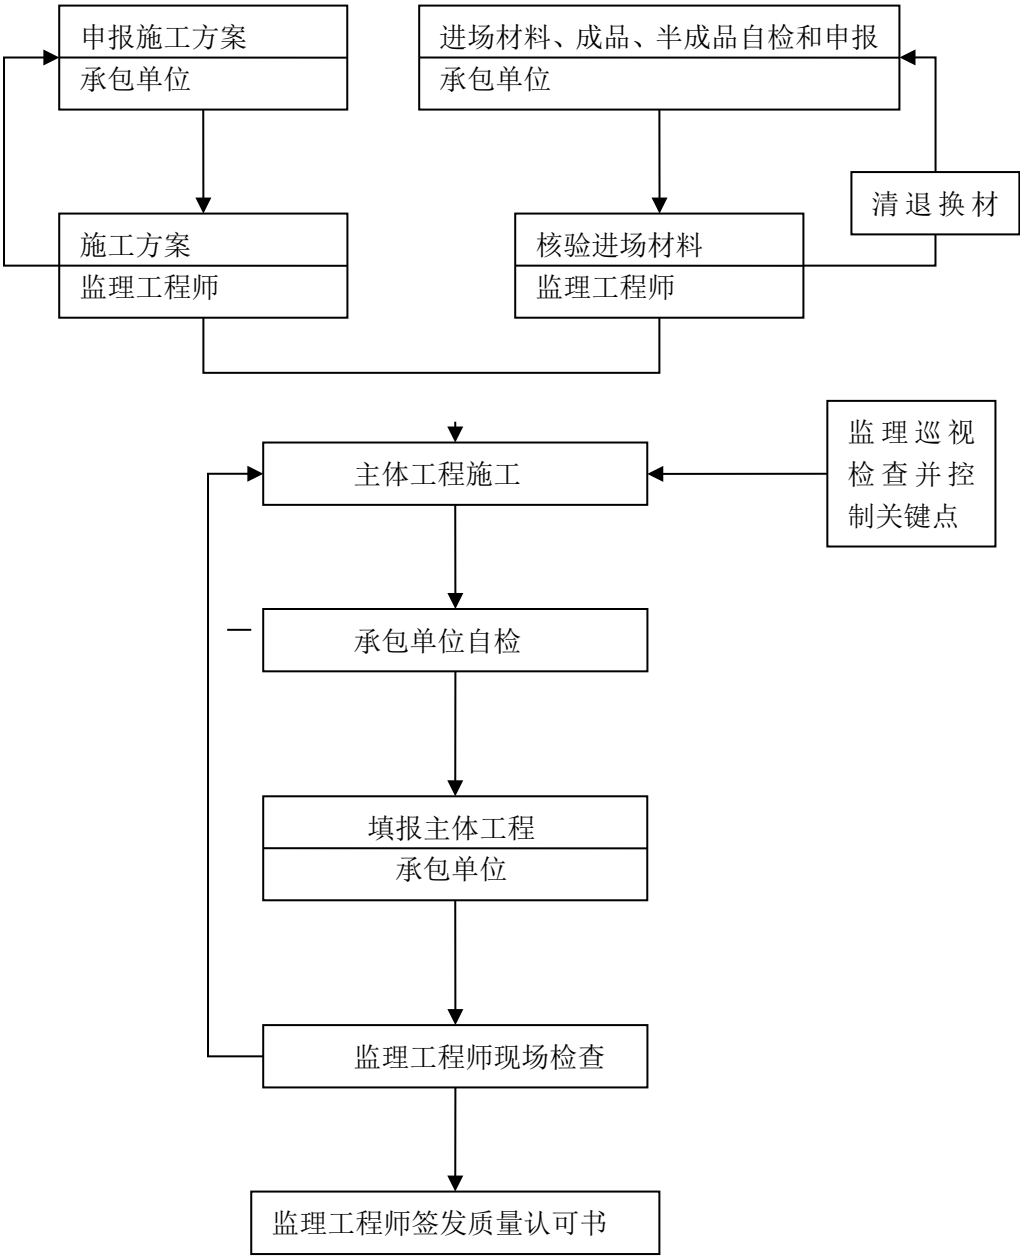 申报施工方案
承包单位
进场材料、成品、半成品自检和申报
承包单位
清退换材
施工方案
监理工程师
核验进场材料
监理工程师
监理巡视
检查并控
制关键点
主体工程施工
承包单位自检
填报主体工程
承包单位
监理工程师现场检查
监理工程师签发质量认可书